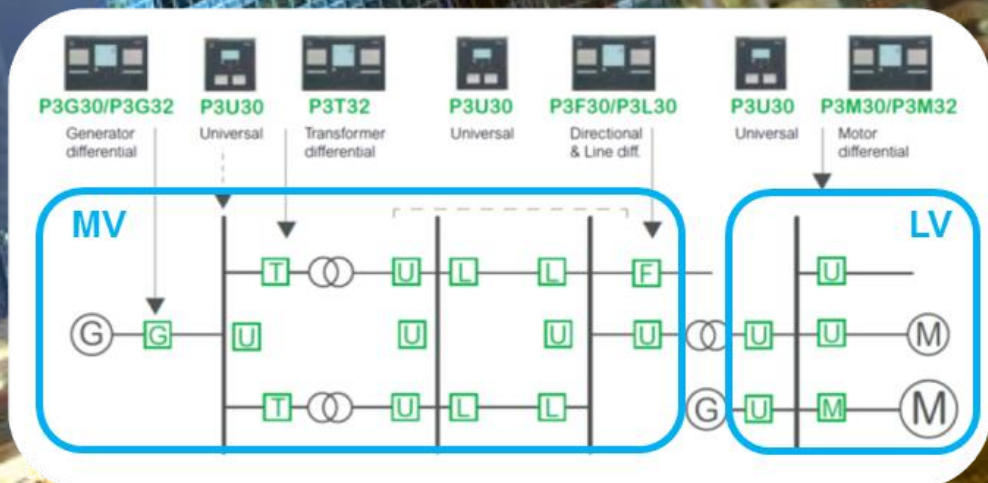 P3G30/P3G32 P3U30 P3T32 P3U30 P3F30/P3L30 P3U30 P3M30/P3M32
Generator Universal Transformer Universal Directional Universal Motor
differential differential & Line diff. differential
MV LV
T U L L F U
G G U U U U U U M
T U L L G U M M